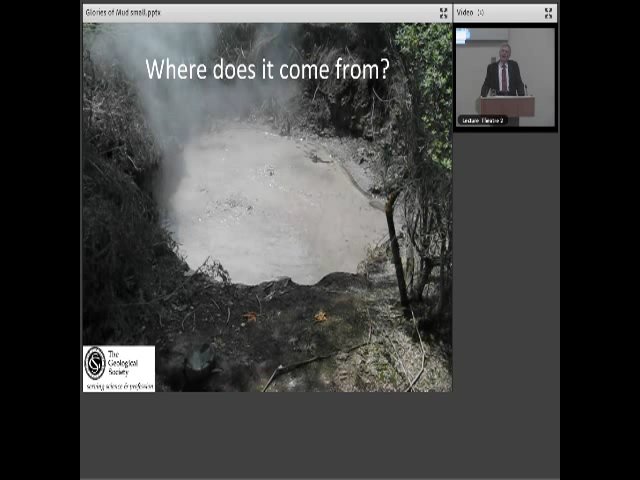 Glories of Mud small.pptx
Video (1)
Where does it come from?
Lecture Theatre 2
The
Geological
Society
serving science & profession